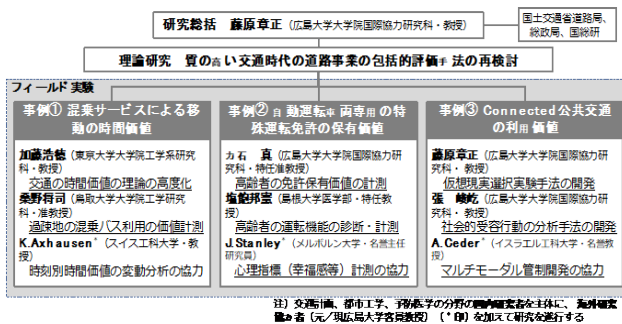 研究総括 藤原章正（広島大学大学院国際協力研究科・教授）
国土交通省道路局、
総政局、国総研
理論研究 質の高い交通時代の道路事業の包括的評価手法の再検討
フィールド実験
事例① 混乗サービスによる移
動の時間価値
加藤浩徳（東京大学大学院工学系研究
科・教授）
交通の時間価値の理論の高度化
桑野将司（鳥取大学大学院工学研究
科・准教授）
過疎地の混乗バス利用の価値計測
K.Axhausen*（スイス工科大学・教
授）
時刻別時間価値の変動分析の協力
事例② 自動運転車両専用の特
殊運転免許の保有価値
力石 真（広島大学大学院国際協力研
究科・特任准教授）
高齢者の免許保有価値の計測
塩飽邦憲（島根大学医学部・特任教
授）
高齢者の運転機能の診断・計測
J.Stanley*（メルボルン大学・名誉主任
研究員）
心理指標（幸福感等）計測の協力
事例③ Connected公共交通
の利用価値
藤原章正（広島大学大学院国際協力
研究科・教授）
仮想現実選択実験手法の開発
張 峻屹（広島大学大学院国際協力
研究科・教授）
社会的受容行動の分析手法の開発
A.Ceder*（イスラエル工科大学・名誉教
授）
マルチモーダル管制開発の協力
注）交通計画、都市工学、予防医学の分野の国内研究者を主体に、海外研究
協力者（元／現広島大学客員教授）（*印）を加えて研究を遂行する